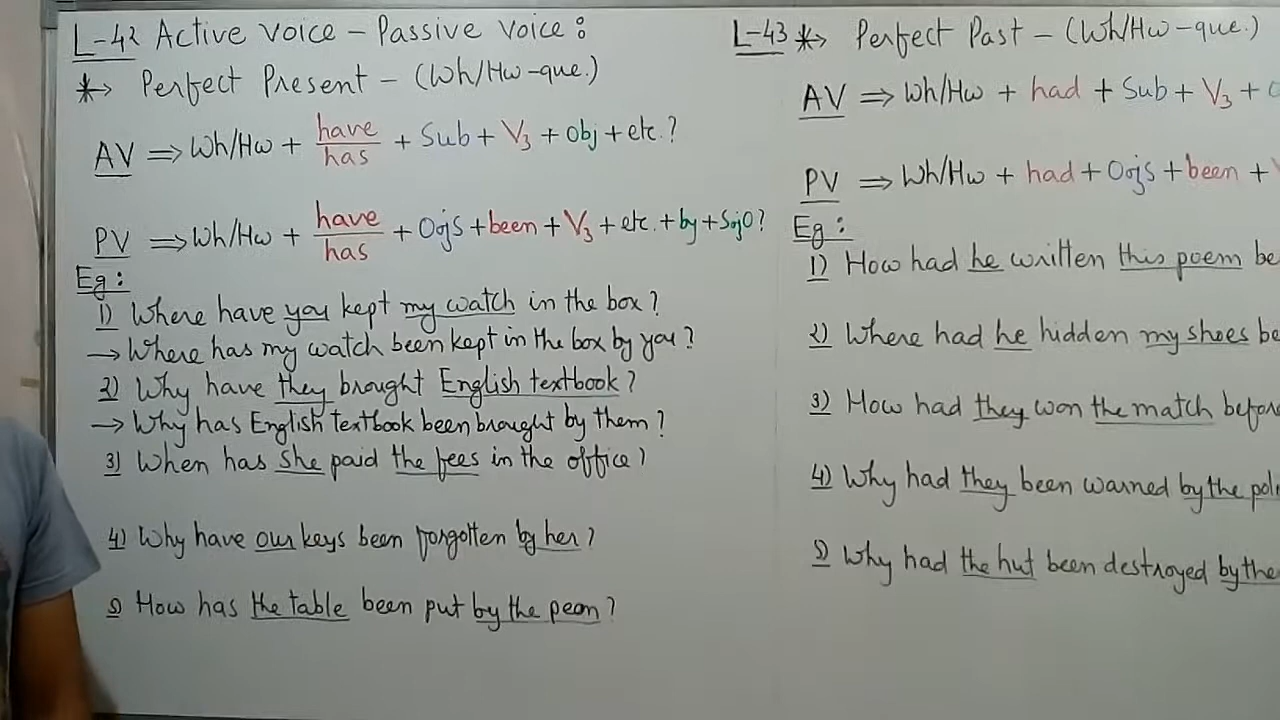 L-42 Active Voice - Passive Voice :
* → Perfect Present - (Wh/Hw-que.)
AV ⇒ Wh/Hw + have/has + Sub + V₃ + Obj + etc.?
PV ⇒ Wh/Hw + have/has + OojS + been + V₃ + etc. + by + SojO?
Eg :
1) Where have you kept my watch in the box?
→ Where has my watch been kept in the box by you?
2) Why have they brought English textbook?
→ Why has English textbook been brought by them?
3) When has she paid the fees in the office?
4) Why have our keys been forgotten by her?
5) How has the table been put by the peon?
L-43 * → Perfect Past - (Wh/Hw-que.)
AV ⇒ Wh/Hw + had + Sub + V₃ +
PV ⇒ Wh/Hw + had + OojS + been +
Eg :
1) How had he written this poem be
2) Where had he hidden my shoes be
3) How had they won the match before
4) Why had they been warned by the poli
5) Why had the hut been destroyed by the